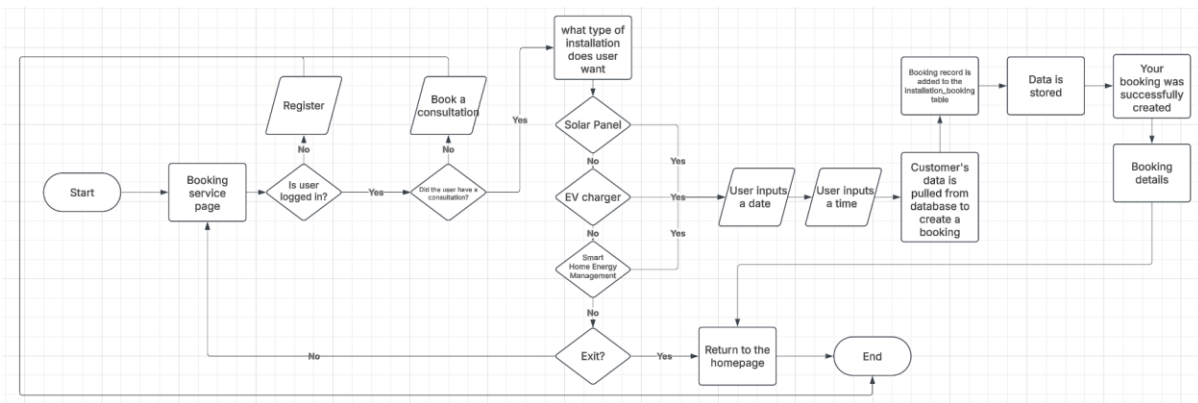 Start
Booking
service
page
Is user
logged in?
No
Register
Yes
Did the user have a
consultation?
No
Book a
consultation
Yes
what type of
installation
does user
want
Solar Panel
Yes
No
EV charger
Yes
No
Smart
Home Energy
Management
Yes
No
Exit?
No
Yes
User inputs
a date
User inputs
a time
Customer's
data is
pulled from
database to
create a
booking
Booking record is
added to the
installation_booking
table
Data is
stored
Your
booking was
successfully
created
Booking
details
Return to the
homepage
End